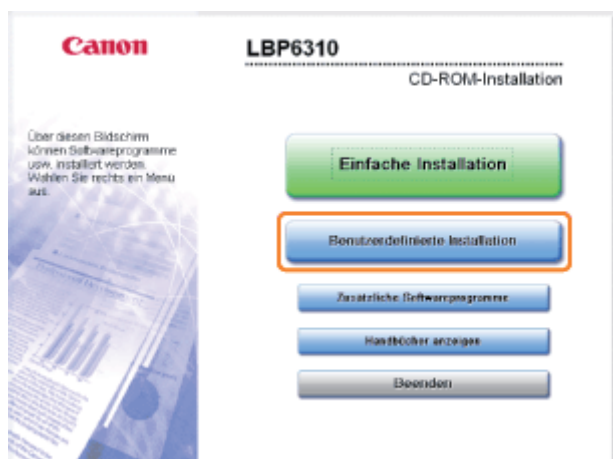 Canon
LBP6310
CD-ROM-Installation
Über diesen Bildschirm
können Softwareprogramme
usw. installiert werden.
Wählen Sie rechts ein Menü
aus.
Einfache Installation
Benutzerdefinierte Installation
Zusätzliche Softwareprogramme
Handbücher anzeigen
Beenden